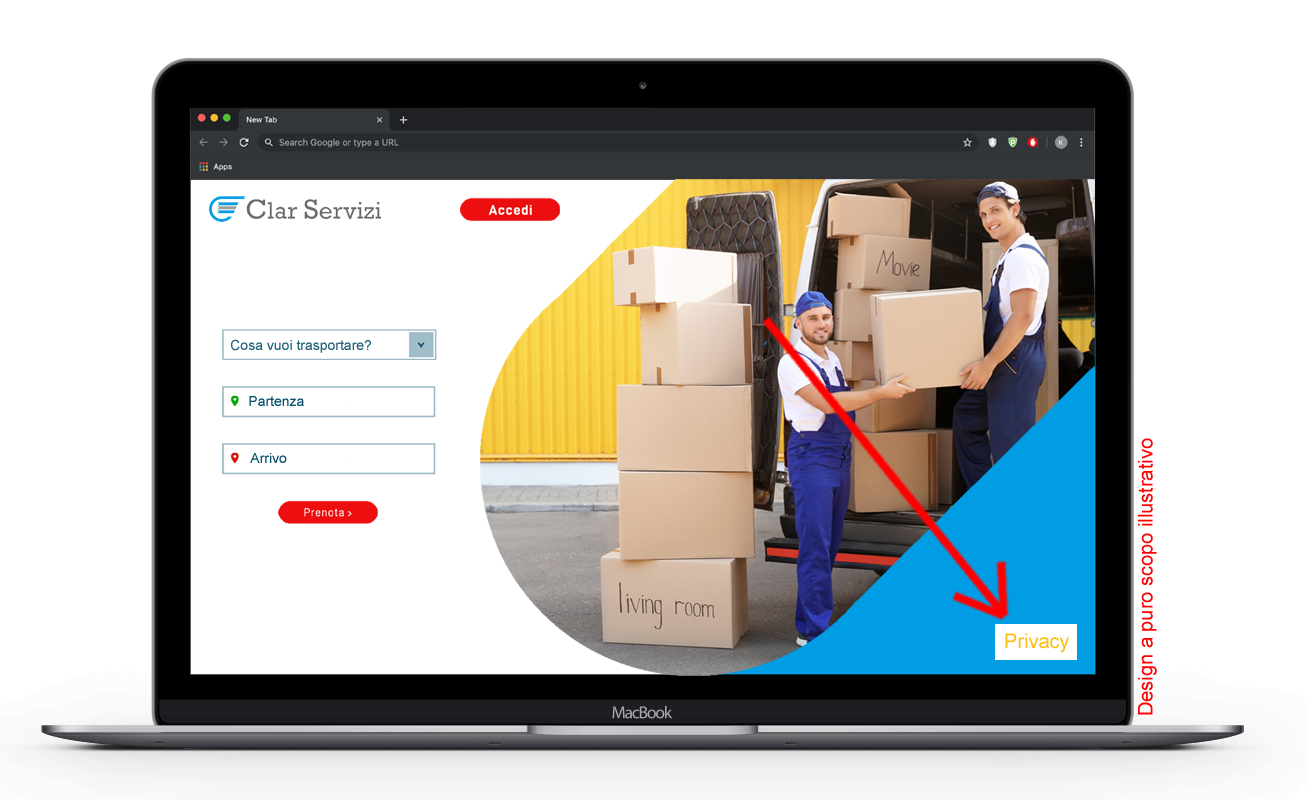 New Tab
Search Google or type a URL
K
Apps
Clar Servizi
Accedi
Movie
Cosa vuoi trasportare?
Partenza
Arrivo
Prenota >
living room
Privacy
MacBook
Design a puro scopo illustrativo